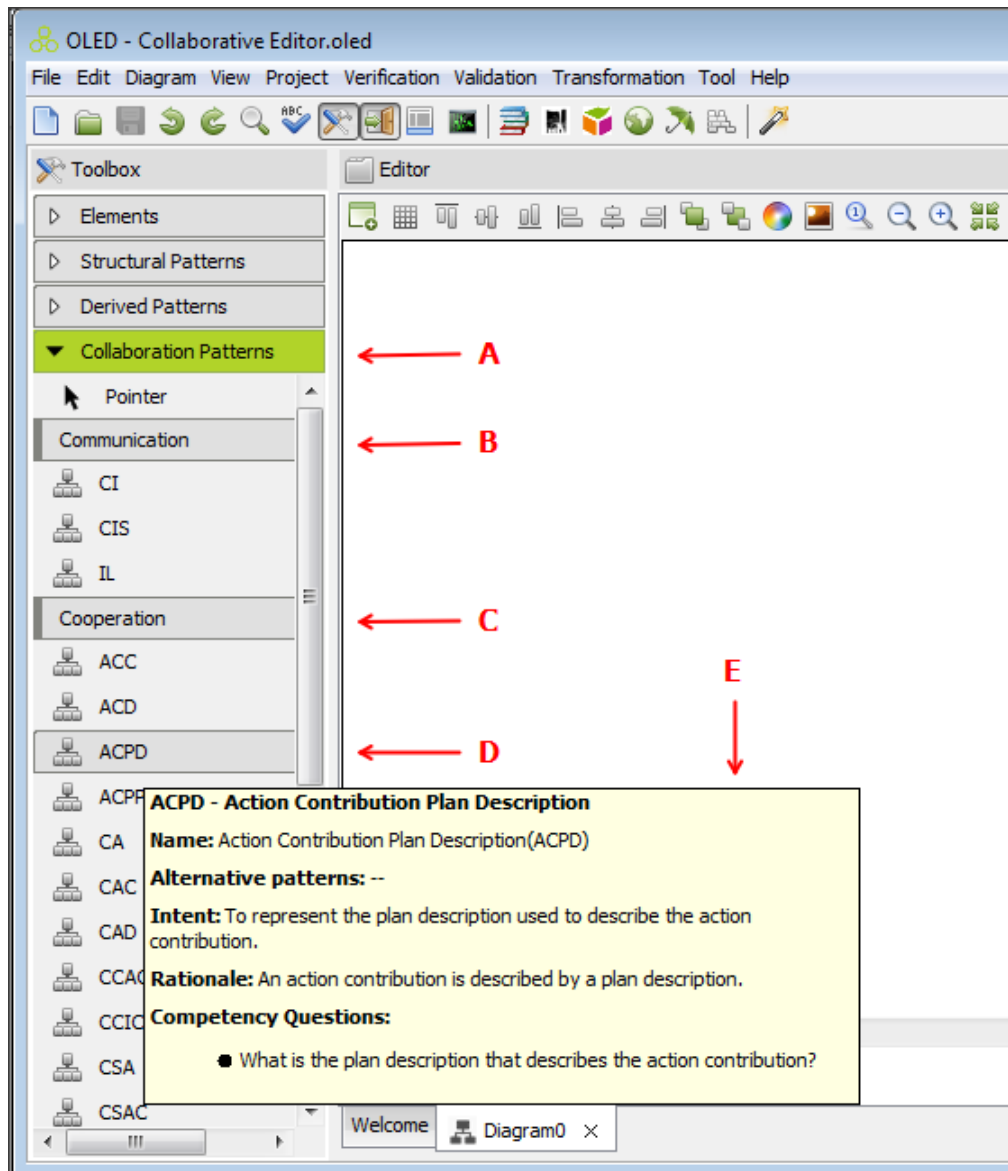 OLED - Collaborative Editor.oled
File Edit Diagram View Project Verification Validation Transformation Tool Help
ABC
Toolbox
Editor
Elements
Structural Patterns
Derived Patterns
Collaboration Patterns
A
Pointer
Communication
B
CI
CIS
IL
Cooperation
C
ACC
ACD
E
ACPD
D
ACPP
ACPD - Action Contribution Plan Description
Name: Action Contribution Plan Description(ACPD)
CA
Alternative patterns: --
CAC
Intent: To represent the plan description used to describe the action
contribution.
CAD
Rationale: An action contribution is described by a plan description.
Competency Questions:
What is the plan description that describes the action contribution?
CSA
CSAC
Welcome
Diagram0